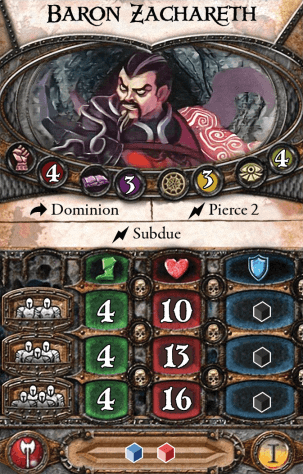 BARON ZACHARETH
4 3 3 4
Dominion Pierce 2
Subdue
4 10
4 13
4 16
I